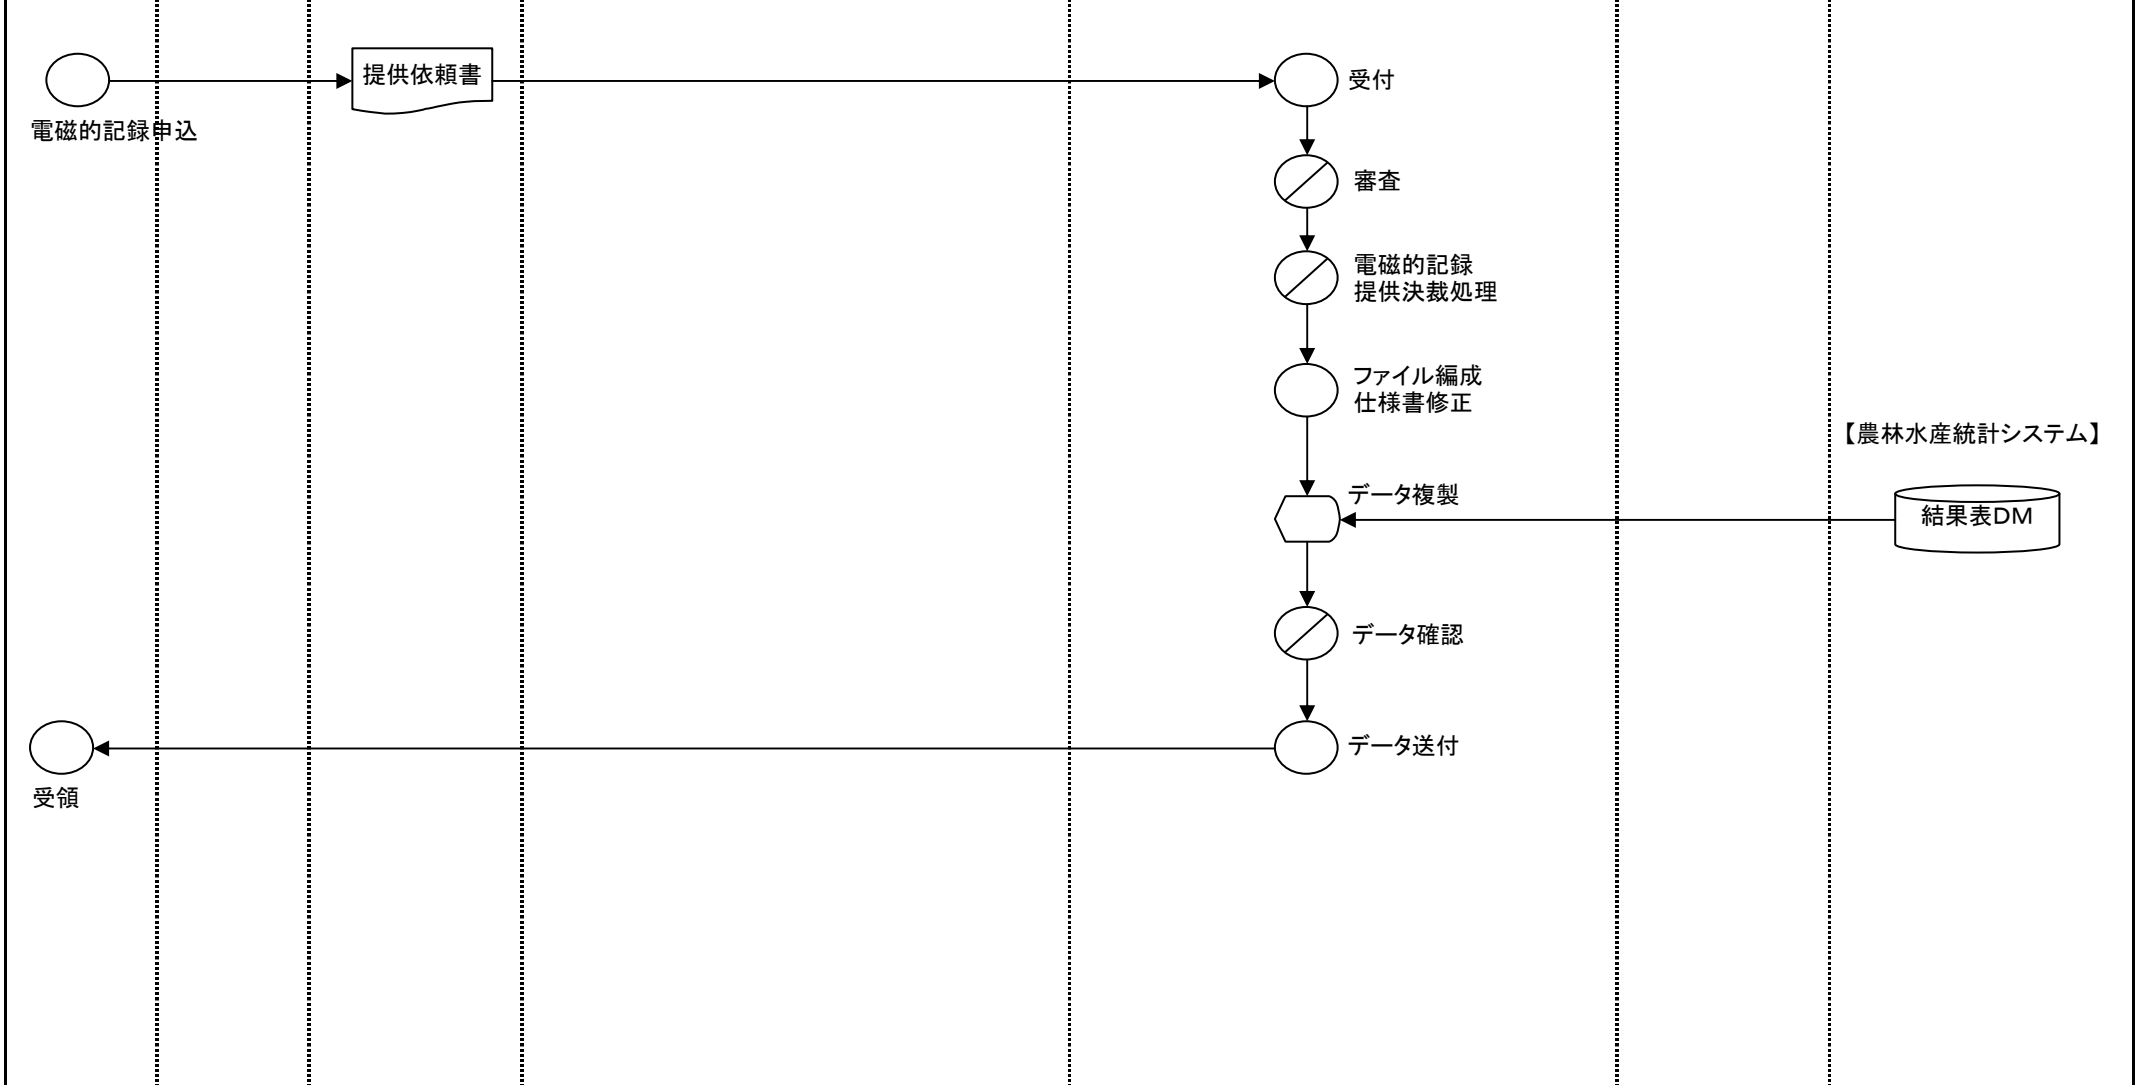 提供依頼書
受付
電磁的記録申込
審査
電磁的記録
提供決裁処理
ファイル編成
仕様書修正
【農林水産統計システム】
データ複製
結果表DM
データ確認
データ送付
受領